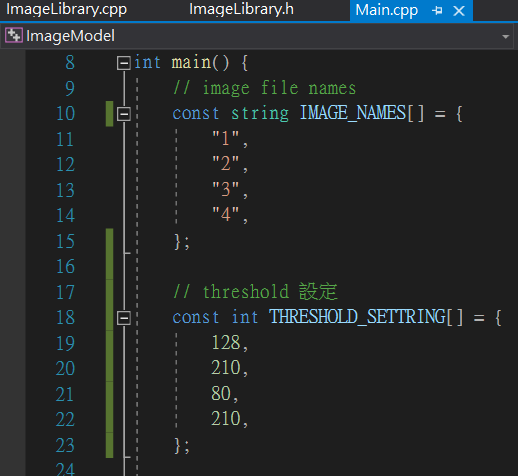 ImageLibrary.cpp ImageLibrary.h Main.cpp
ImageModel
8 int main() {
9 // image file names
10 const string IMAGE_NAMES[] = {
11 "1",
12 "2",
13 "3",
14 "4",
15 };
16
17 // threshold 設定
18 const int THRESHOLD_SETTRING[] = {
19 128,
20 210,
21 80,
22 210,
23 };
24